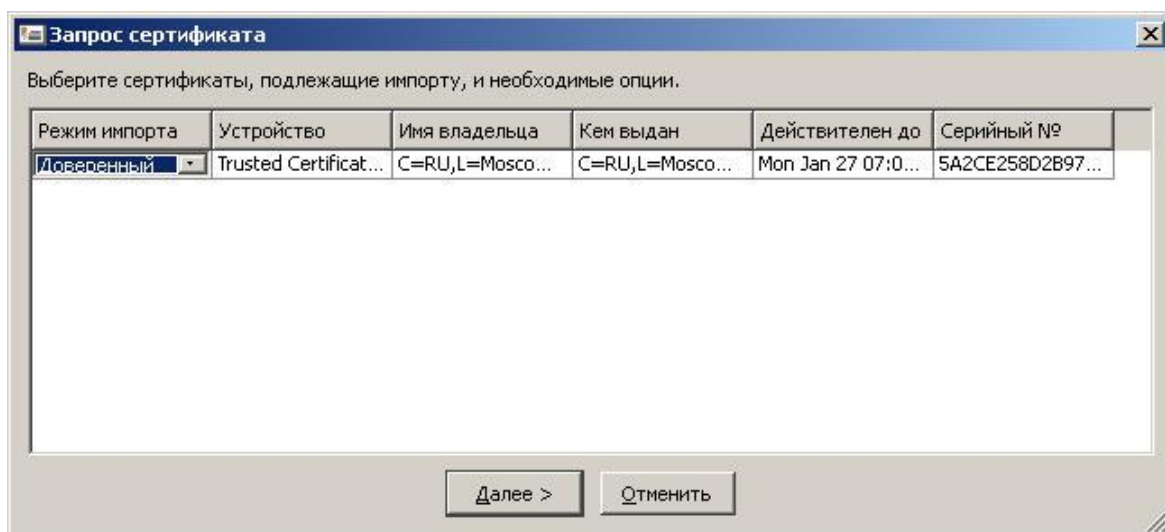 Запрос сертификата
Выберите сертификаты, подлежащие импорту, и необходимые опции.
Режим импорта Устройство Имя владельца Кем выдан Действителен до Серийный №
Доверенный Trusted Certificat... C=RU,L=Mosco... C=RU,L=Mosco... Mon Jan 27 07:0... 5A2CE258D2B97...
Далее > Отменить